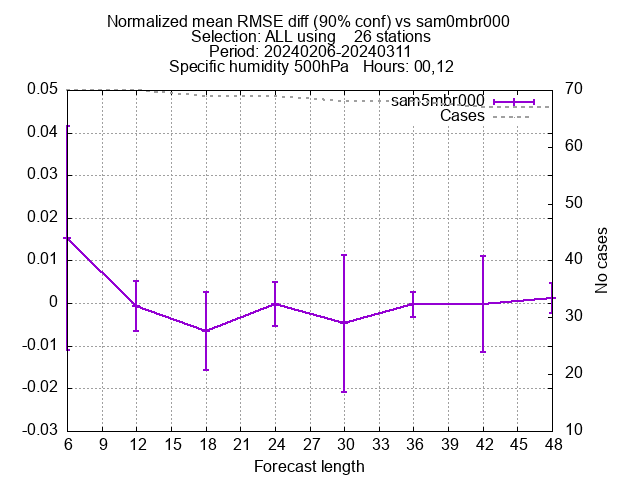 Normalized mean RMSE diff (90% conf) vs sam0mbr000
Selection: ALL using    26 stations
Period: 20240206-20240311
Specific humidity 500hPa   Hours: 00,12
sam5mbr000
Cases
0.05
0.04
0.03
0.02
0.01
0
-0.01
-0.02
-0.03
70
60
50
40
30
20
10
No cases
6 9 12 15 18 21 24 27 30 33 36 39 42 45 48
Forecast length